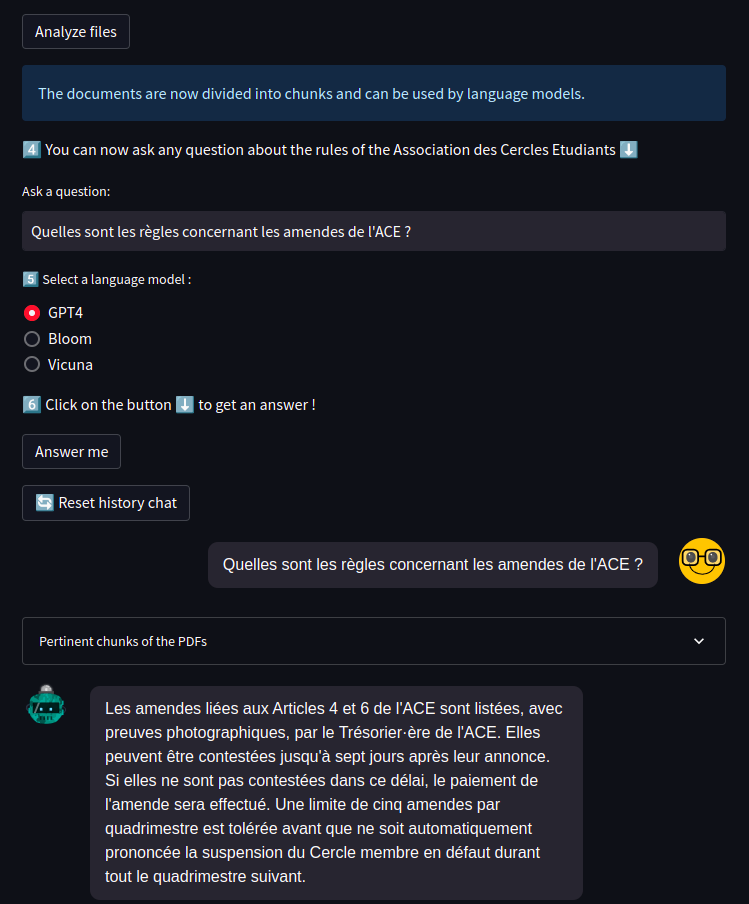 Analyze files
The documents are now divided into chunks and can be used by language models.
4️⃣ You can now ask any question about the rules of the Association des Cercles Etudiants ⬇️
Ask a question:
Quelles sont les règles concernant les amendes de l'ACE ?
5️⃣ Select a language model :
GPT4
Bloom
Vicuna
6️⃣ Click on the button ⬇️ to get an answer !
Answer me
🔄 Reset history chat
Quelles sont les règles concernant les amendes de l'ACE ?
Pertinent chunks of the PDFs
Les amendes liées aux Articles 4 et 6 de l'ACE sont listées, avec
preuves photographiques, par le Trésorier·ère de l'ACE. Elles
peuvent être contestées jusqu'à sept jours après leur annonce.
Si elles ne sont pas contestées dans ce délai, le paiement de
l'amende sera effectué. Une limite de cinq amendes par
quadrimestre est tolérée avant que ne soit automatiquement
prononcée la suspension du Cercle membre en défaut durant
tout le quadrimestre suivant.